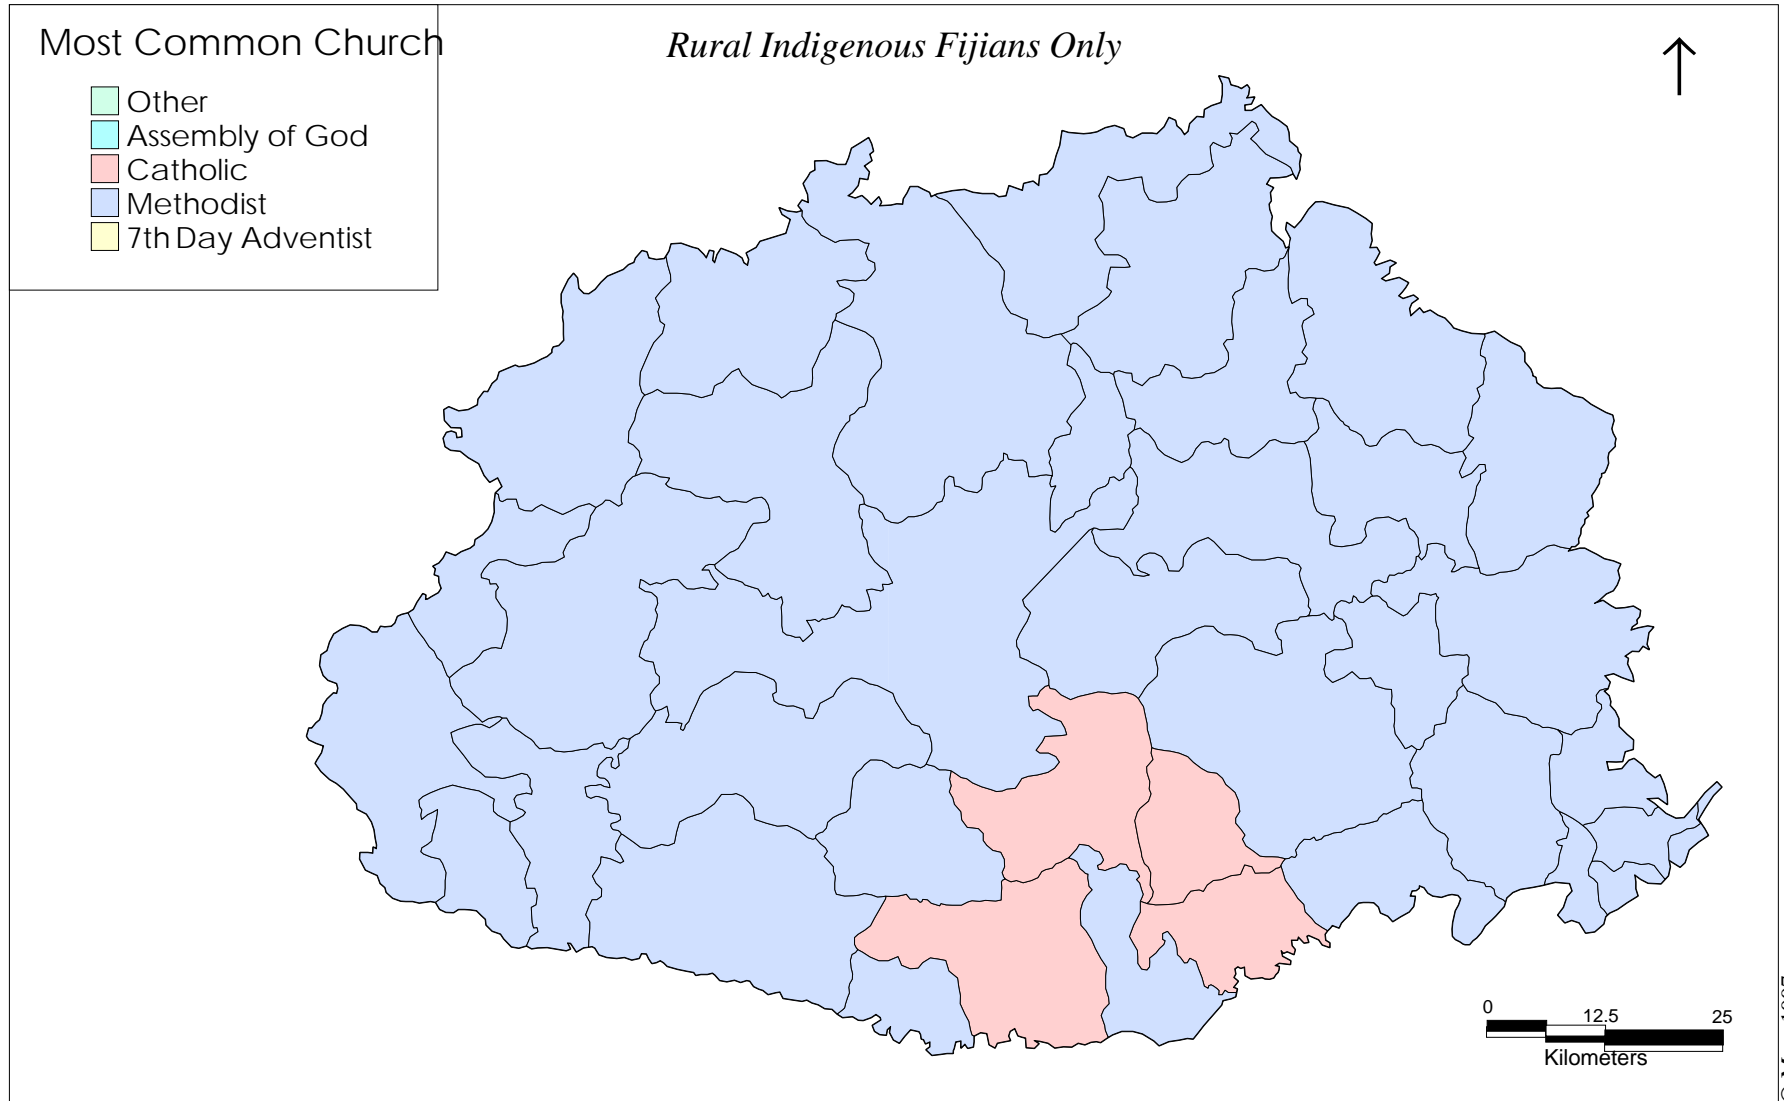 Most Common Church
Rural Indigenous Fijians Only
Other
Assembly of God
Catholic
Methodist
7th Day Adventist
0 12.5 25
Kilometers